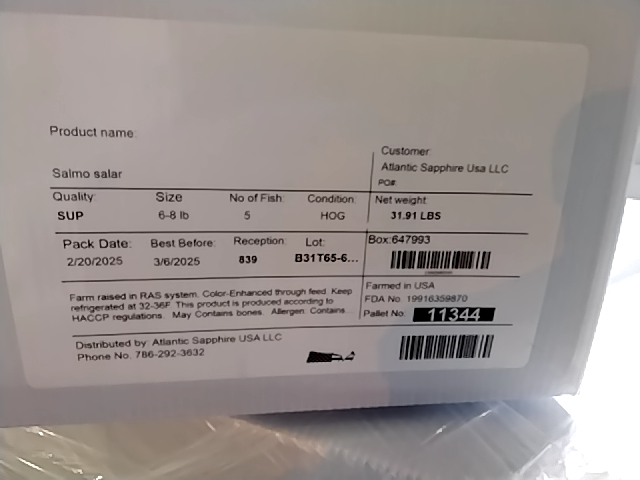 Product name:
Salmo salar
Customer:
Atlantic Sapphire Usa LLC
PO#
Quality: Size No of Fish: Condition: Net weight:
SUP 6-8 lb 5 HOG 31.91 LBS
Pack Date: Best Before: Reception: Lot: Box:647993
2/20/2025 3/6/2025 839 B31T65-6...
Farm raised in RAS system. Color-Enhanced through feed. Keep
refrigerated at 32-36F. This product is produced according to
HACCP regulations. May Contains bones. Allergen. Contains...
Farmed in USA
FDA No. 19916359870
Pallet No. 11344
Distributed by: Atlantic Sapphire USA LLC
Phone No. 786-292-3632